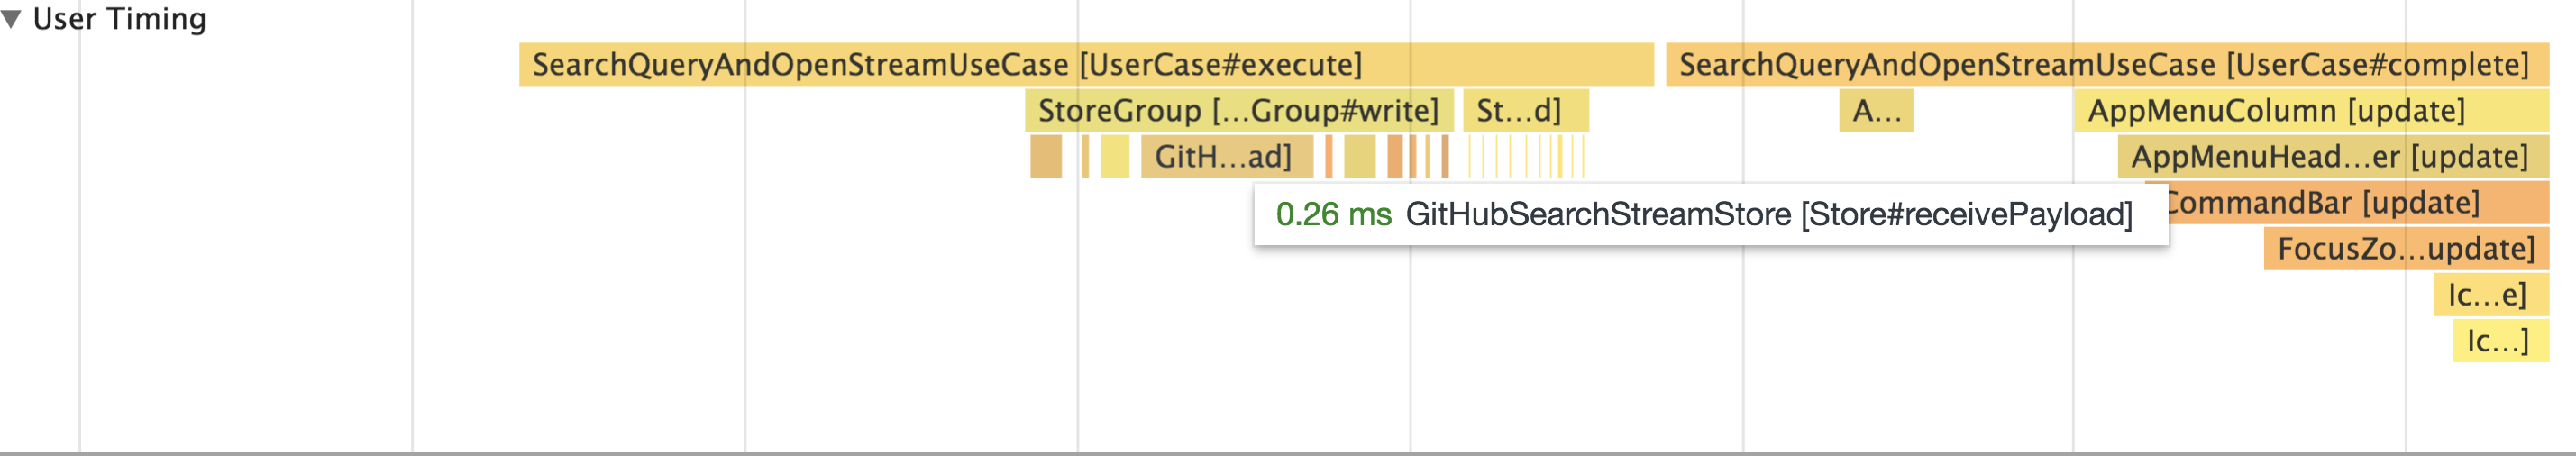 User Timing
SearchQueryAndOpenStreamUseCase [UserCase#execute]
SearchQueryAndOpenStreamUseCase [UserCase#complete]
StoreGroup [...Group#write]
St...d]
A...
AppMenuColumn [update]
GitH...ad]
AppMenuHead...er [update]
0.26 ms GitHubSearchStreamStore [Store#receivePayload]
CommandBar [update]
FocusZo...update]
Ic...e]
Ic...]